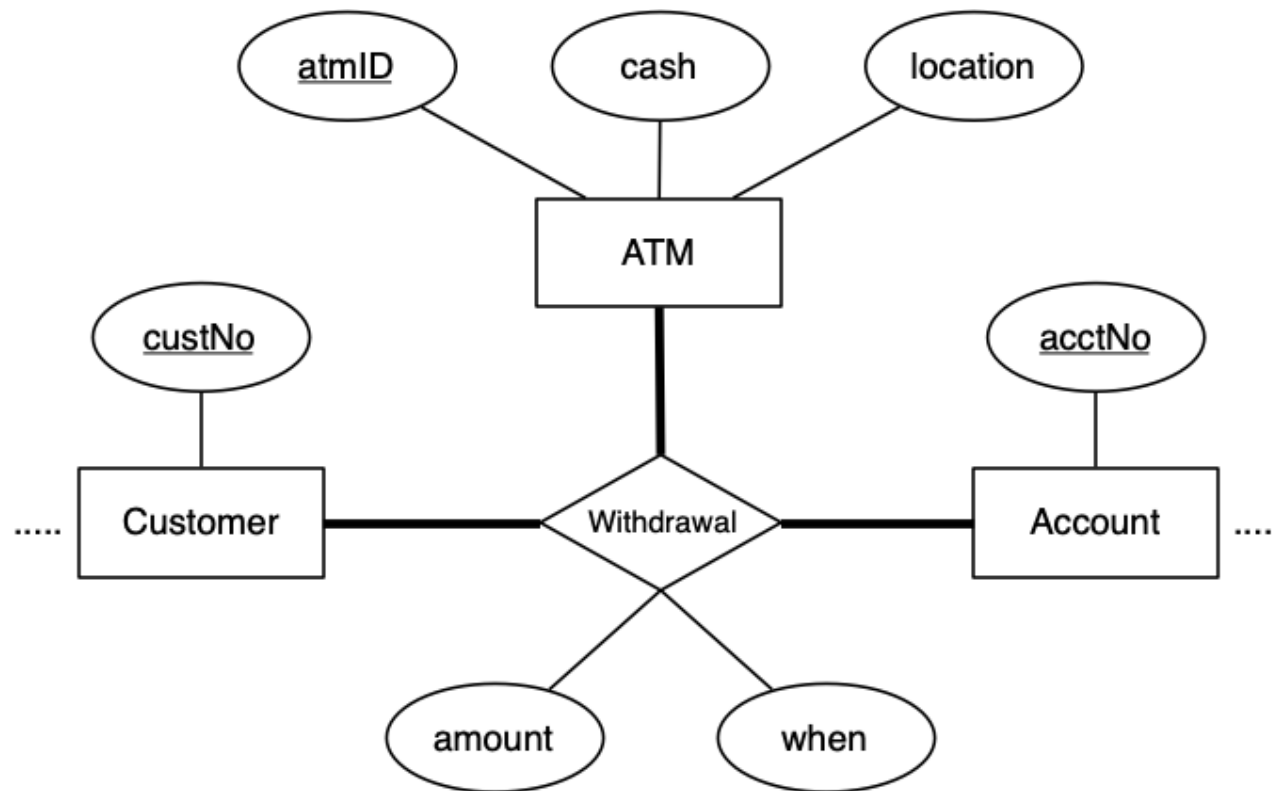 atmID
cash
location
ATM
custNo
acctNo
..... Customer
Withdrawal
Account ....
amount
when